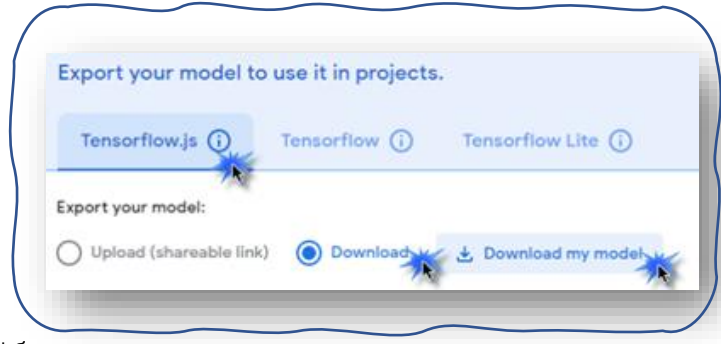 Export your model to use it in projects.
Tensorflow.js Tensorflow Tensorflow Lite
Export your model:
Upload (shareable link) Download Download my model